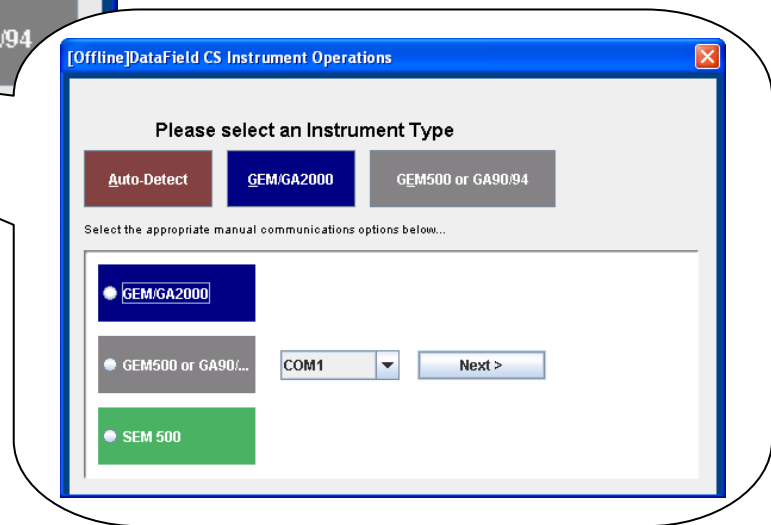 /94
[Offline]DataField CS Instrument Operations
Please select an Instrument Type
Auto-Detect GEM/GA2000 GEM500 or GA90/94
Select the appropriate manual communications options below...
GEM/GA2000
GEM500 or GA90/... COM1 Next >
SEM 500